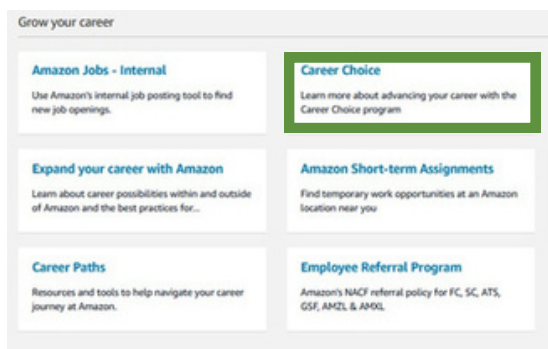 Grow your career
Amazon Jobs - Internal
Use Amazon's internal job posting tool to find
new job openings.
Career Choice
Learn more about advancing your career with the
Career Choice program
Expand your career with Amazon
Learn about career possibilities within and outside
of Amazon and the best practices for...
Amazon Short-term Assignments
Find temporary work opportunities at an Amazon
location near you
Career Paths
Resources and tools to help navigate your career
journey at Amazon.
Employee Referral Program
Amazon's NACF referral policy for FC, SC, ATS,
GSF, AMZL & AMXL